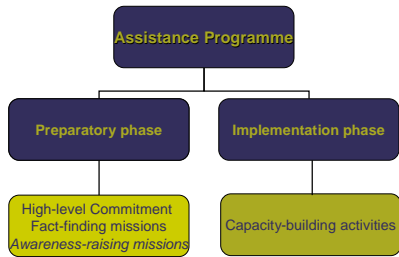 Assistance Programme
Preparatory phase
Implementation phase
High-level Commitment
Fact-finding missions
Awareness-raising missions
Capacity-building activities